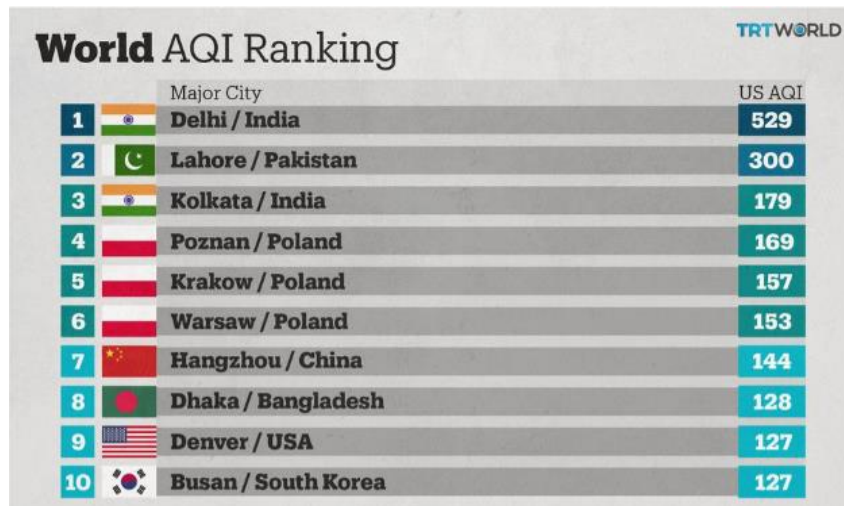 TRTWORLD
World AQI Ranking
Major City US AQI
1 Delhi / India 529
2 Lahore / Pakistan 300
3 Kolkata / India 179
4 Poznan / Poland 169
5 Krakow / Poland 157
6 Warsaw / Poland 153
7 Hangzhou / China 144
8 Dhaka / Bangladesh 128
9 Denver / USA 127
10 Busan / South Korea 127